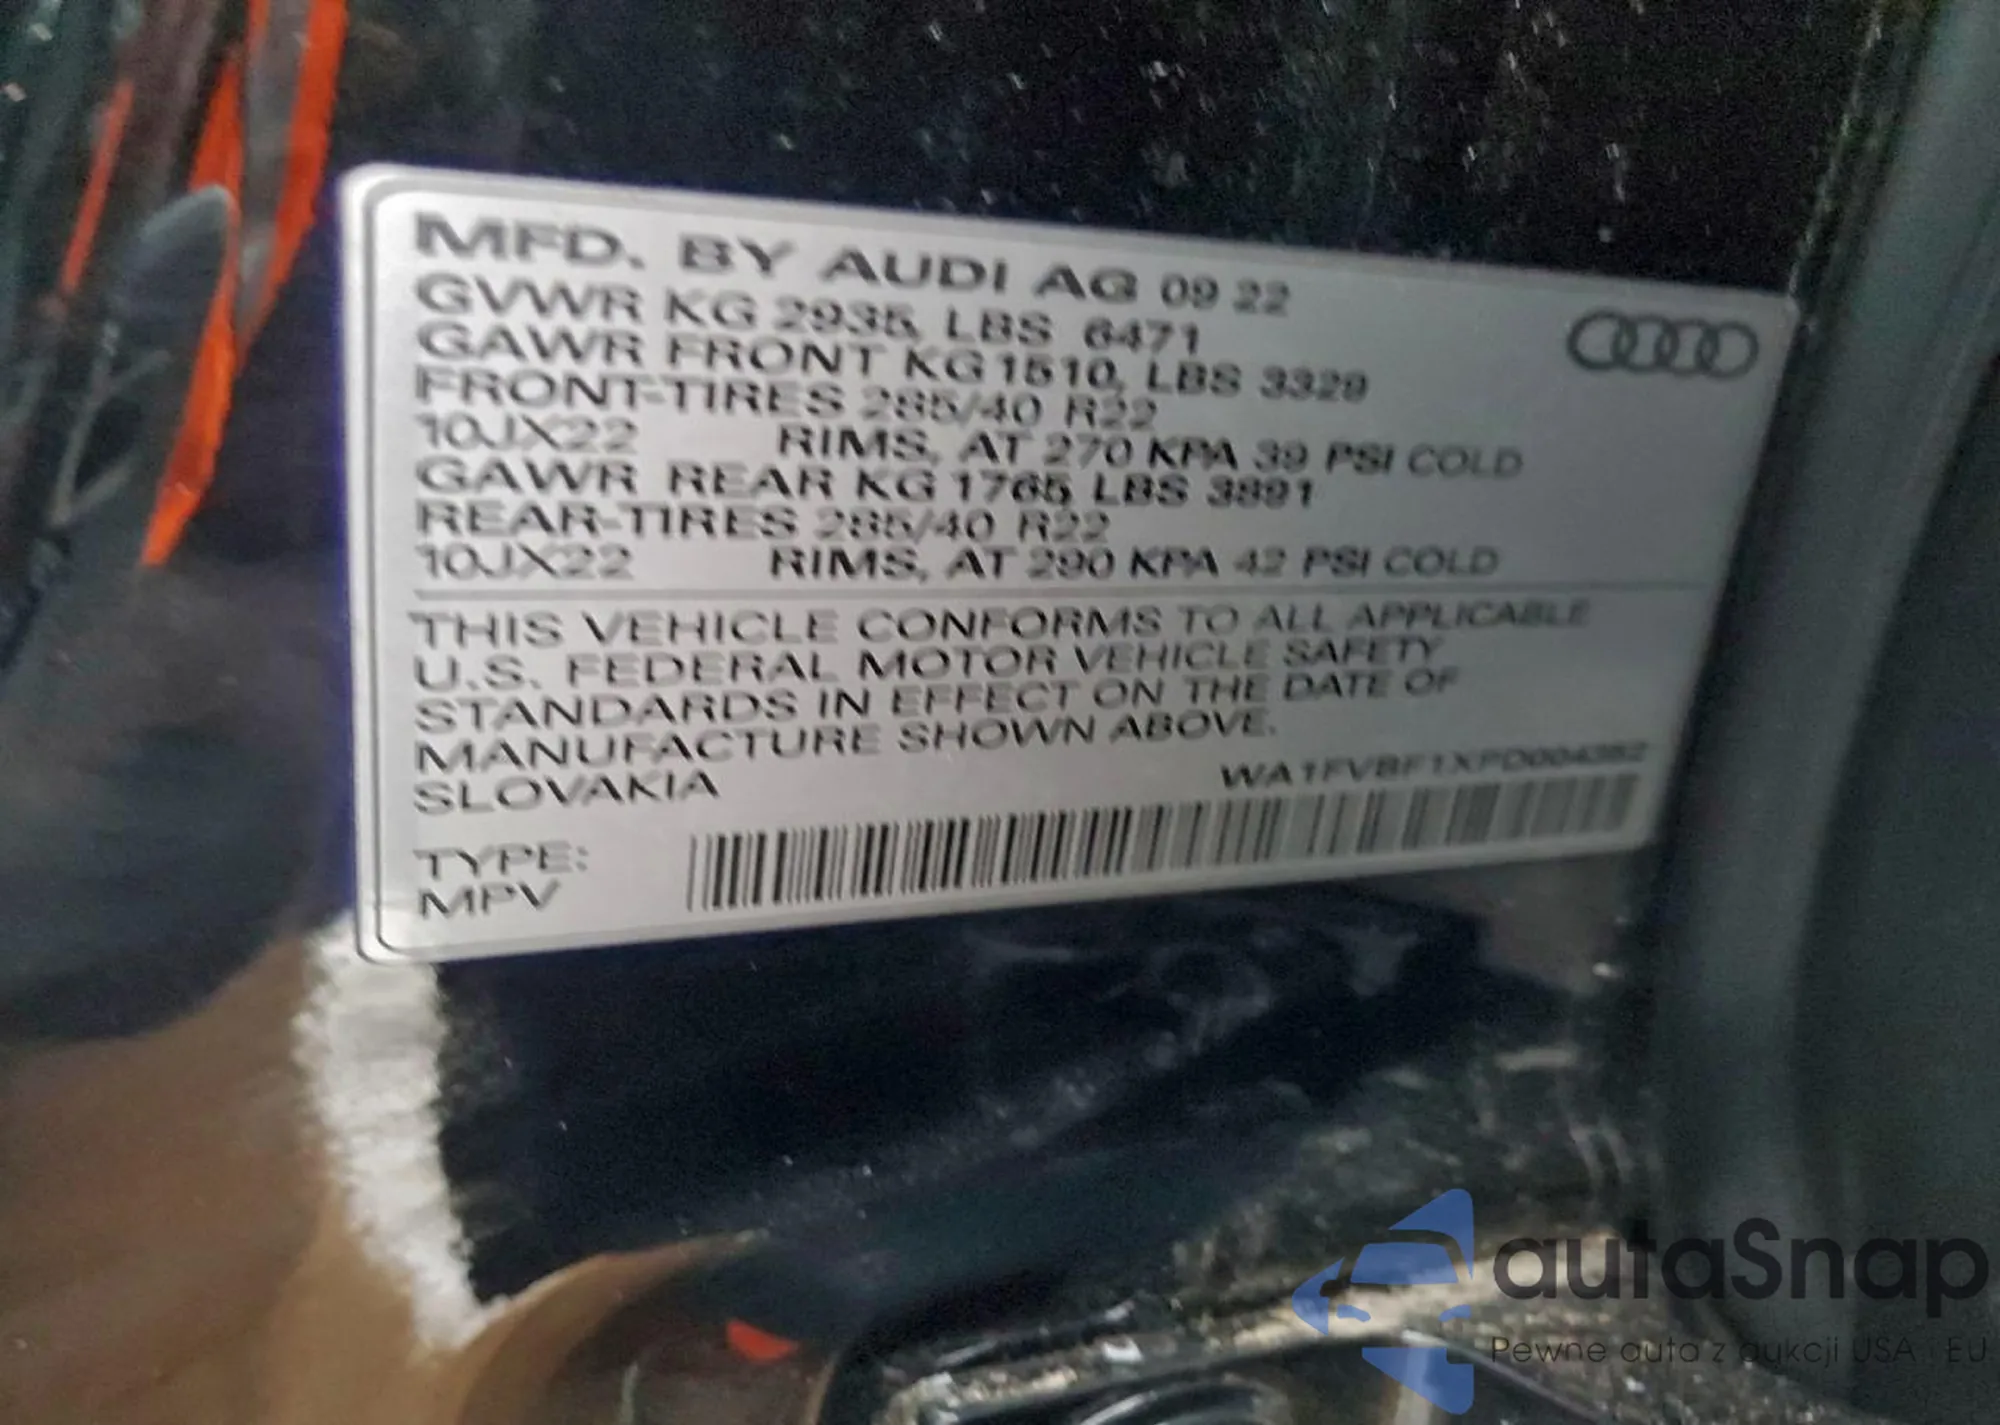 MFD. BY AUDI AG 09 22
GVWR KG 2935, LBS 6471
GAWR FRONT KG 1510, LBS 3329
FRONT-TIRES 285/40 R22
10JX22 RIMS, AT 270 KPA 39 PSI COLD
GAWR REAR KG 1765, LBS 3891
REAR-TIRES 285/40 R22
10JX22 RIMS, AT 290 KPA 42 PSI COLD
THIS VEHICLE CONFORMS TO ALL APPLICABLE
U.S. FEDERAL MOTOR VEHICLE SAFETY
STANDARDS IN EFFECT ON THE DATE OF
MANUFACTURE SHOWN ABOVE.
SLOVAKIA
TYPE:
MPV
autaSnap
Pewne auta z aukcji USA i EU